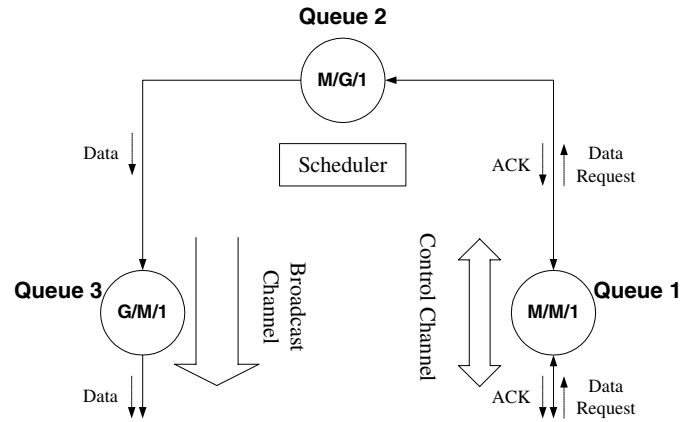 Queue 2
M/G/1
Data
Scheduler
ACK
Data
Request
Broadcast
Channel
Control Channel
Queue 3
G/M/1
M/M/1
Queue 1
Data
ACK
Data
Request